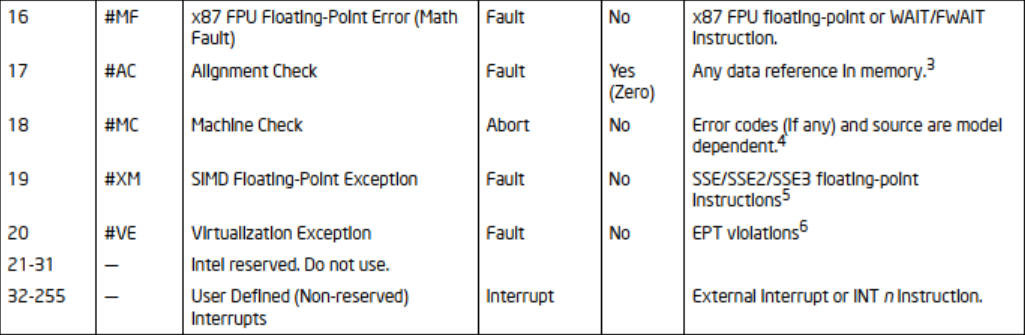 16 #MF x87 FPU Floating-Point Error (Math Fault No x87 FPU floating-point or WAIT/FWAIT
Fault) Instruction.
17 #AC Alignment Check Fault Yes Any data reference in memory.3
(Zero)
18 #MC Machine Check Abort No Error codes (if any) and source are model
dependent.4
19 #XM SIMD Floating-Point Exception Fault No SSE/SSE2/SSE3 floating-point
Instructions5
20 #VE Virtualization Exception Fault No EPT violations6
21-31 — Intel reserved. Do not use.
32-255 — User Defined (Non-reserved) Interrupt External Interrupt or INT n Instruction.
Interrupts